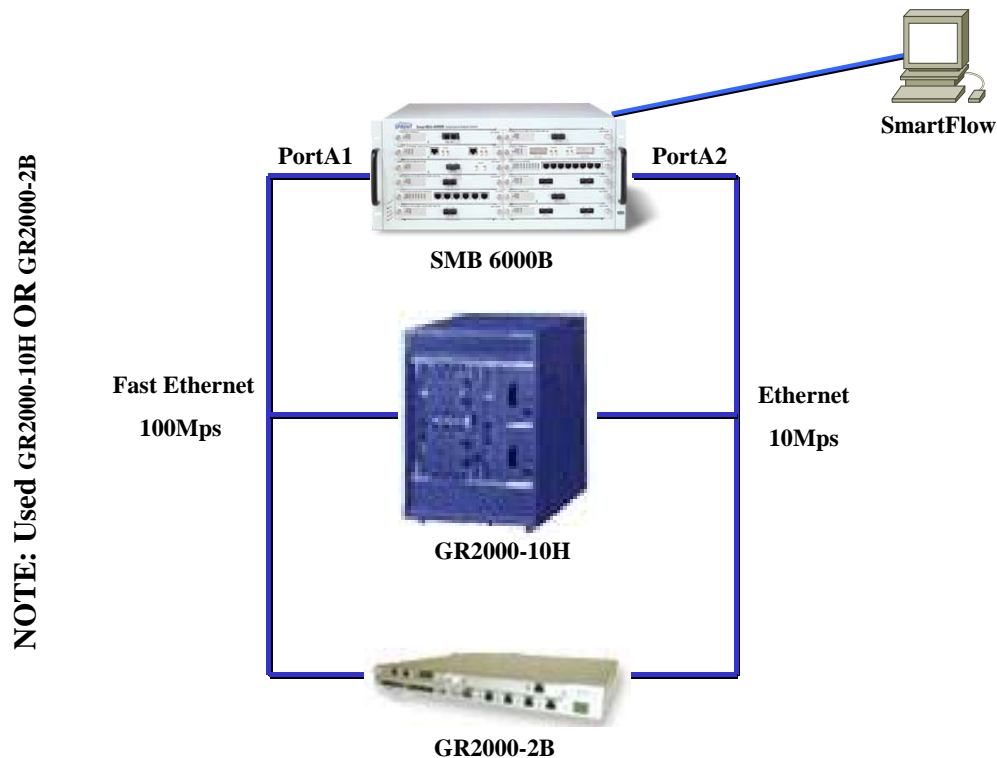 SmartFlow
PortA1
PortA2
SMB 6000B
NOTE: Used GR2000-10H OR GR2000-2B
Fast Ethernet
100Mps
Ethernet
10Mps
GR2000-10H
GR2000-2B